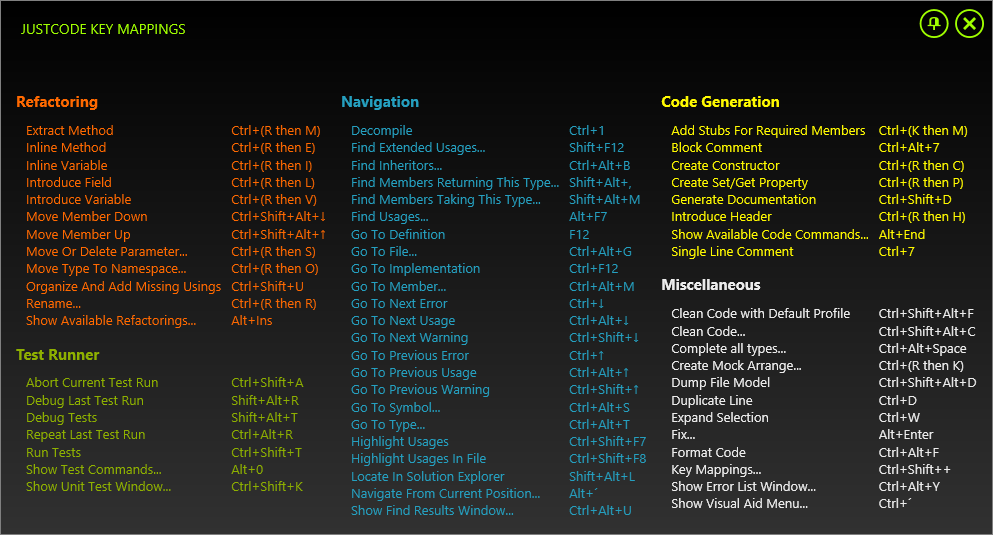 JUSTCODE KEY MAPPINGS
Refactoring
Extract Method Ctrl+(R then M)
Inline Method Ctrl+(R then E)
Inline Variable Ctrl+(R then I)
Introduce Field Ctrl+(R then L)
Introduce Variable Ctrl+(R then V)
Move Member Down Ctrl+Shift+Alt+↓
Move Member Up Ctrl+Shift+Alt+↑
Move Or Delete Parameter... Ctrl+(R then S)
Move Type To Namespace... Ctrl+(R then O)
Organize And Add Missing Usings Ctrl+Shift+U
Rename... Ctrl+(R then R)
Show Available Refactorings... Alt+Ins
Test Runner
Abort Current Test Run Ctrl+Shift+A
Debug Last Test Run Shift+Alt+R
Debug Tests Shift+Alt+T
Repeat Last Test Run Ctrl+Alt+R
Run Tests Ctrl+Shift+T
Show Test Commands... Alt+0
Show Unit Test Window... Ctrl+Shift+K
Navigation
Decompile Ctrl+1
Find Extended Usages... Shift+F12
Find Inheritors... Ctrl+Alt+B
Find Members Returning This Type... Shift+Alt+,
Find Members Taking This Type... Shift+Alt+M
Find Usages... Alt+F7
Go To Definition F12
Go To File... Ctrl+Alt+G
Go To Implementation Ctrl+F12
Go To Member... Ctrl+Alt+M
Go To Next Error Ctrl+↓
Go To Next Usage Ctrl+Alt+↓
Go To Next Warning Ctrl+Shift+↓
Go To Previous Error Ctrl+↑
Go To Previous Usage Ctrl+Alt+↑
Go To Previous Warning Ctrl+Shift+↑
Go To Symbol... Ctrl+Alt+S
Go To Type... Ctrl+Alt+T
Highlight Usages Ctrl+Shift+F7
Highlight Usages In File Ctrl+Shift+F8
Locate In Solution Explorer Shift+Alt+L
Navigate From Current Position... Alt+´
Show Find Results Window... Ctrl+Alt+U
Code Generation
Add Stubs For Required Members Ctrl+(K then M)
Block Comment Ctrl+Alt+7
Create Constructor Ctrl+(R then C)
Create Set/Get Property Ctrl+(R then P)
Generate Documentation Ctrl+Shift+D
Introduce Header Ctrl+(R then H)
Show Available Code Commands... Alt+End
Single Line Comment Ctrl+7
Miscellaneous
Clean Code with Default Profile Ctrl+Shift+Alt+F
Clean Code... Ctrl+Shift+Alt+C
Complete all types... Ctrl+Alt+Space
Create Mock Arrange... Ctrl+(R then K)
Dump File Model Ctrl+Shift+Alt+D
Duplicate Line Ctrl+D
Expand Selection Ctrl+W
Fix... Alt+Enter
Format Code Ctrl+Alt+F
Key Mappings... Ctrl+Shift++
Show Error List Window... Ctrl+Alt+Y
Show Visual Aid Menu... Ctrl+´